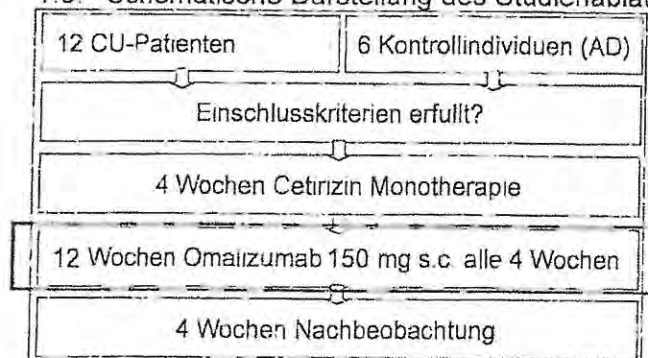 Schematische Darstellung des Studienablau
12 CU-Patienten
6 Kontrollindividuen (AD)
Einschlusskriterien erfullt?
4 Wochen Cetirizin Monotherapie
12 Wochen Omalizumab 150 mg s.c. alle 4 Wochen
4 Wochen Nachbeobachtung